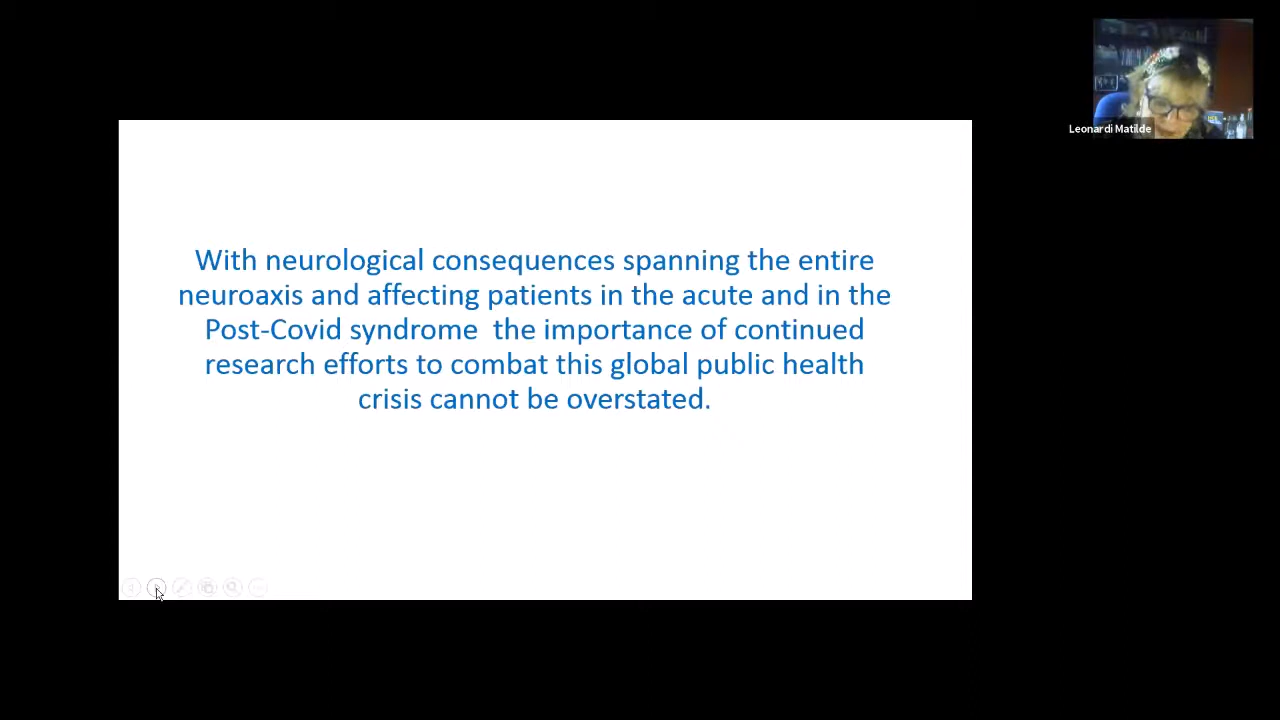 With neurological consequences spanning the entire
neuroaxis and affecting patients in the acute and in the
Post-Covid syndrome  the importance of continued
research efforts to combat this global public health
crisis cannot be overstated.
Leonardi Matilde